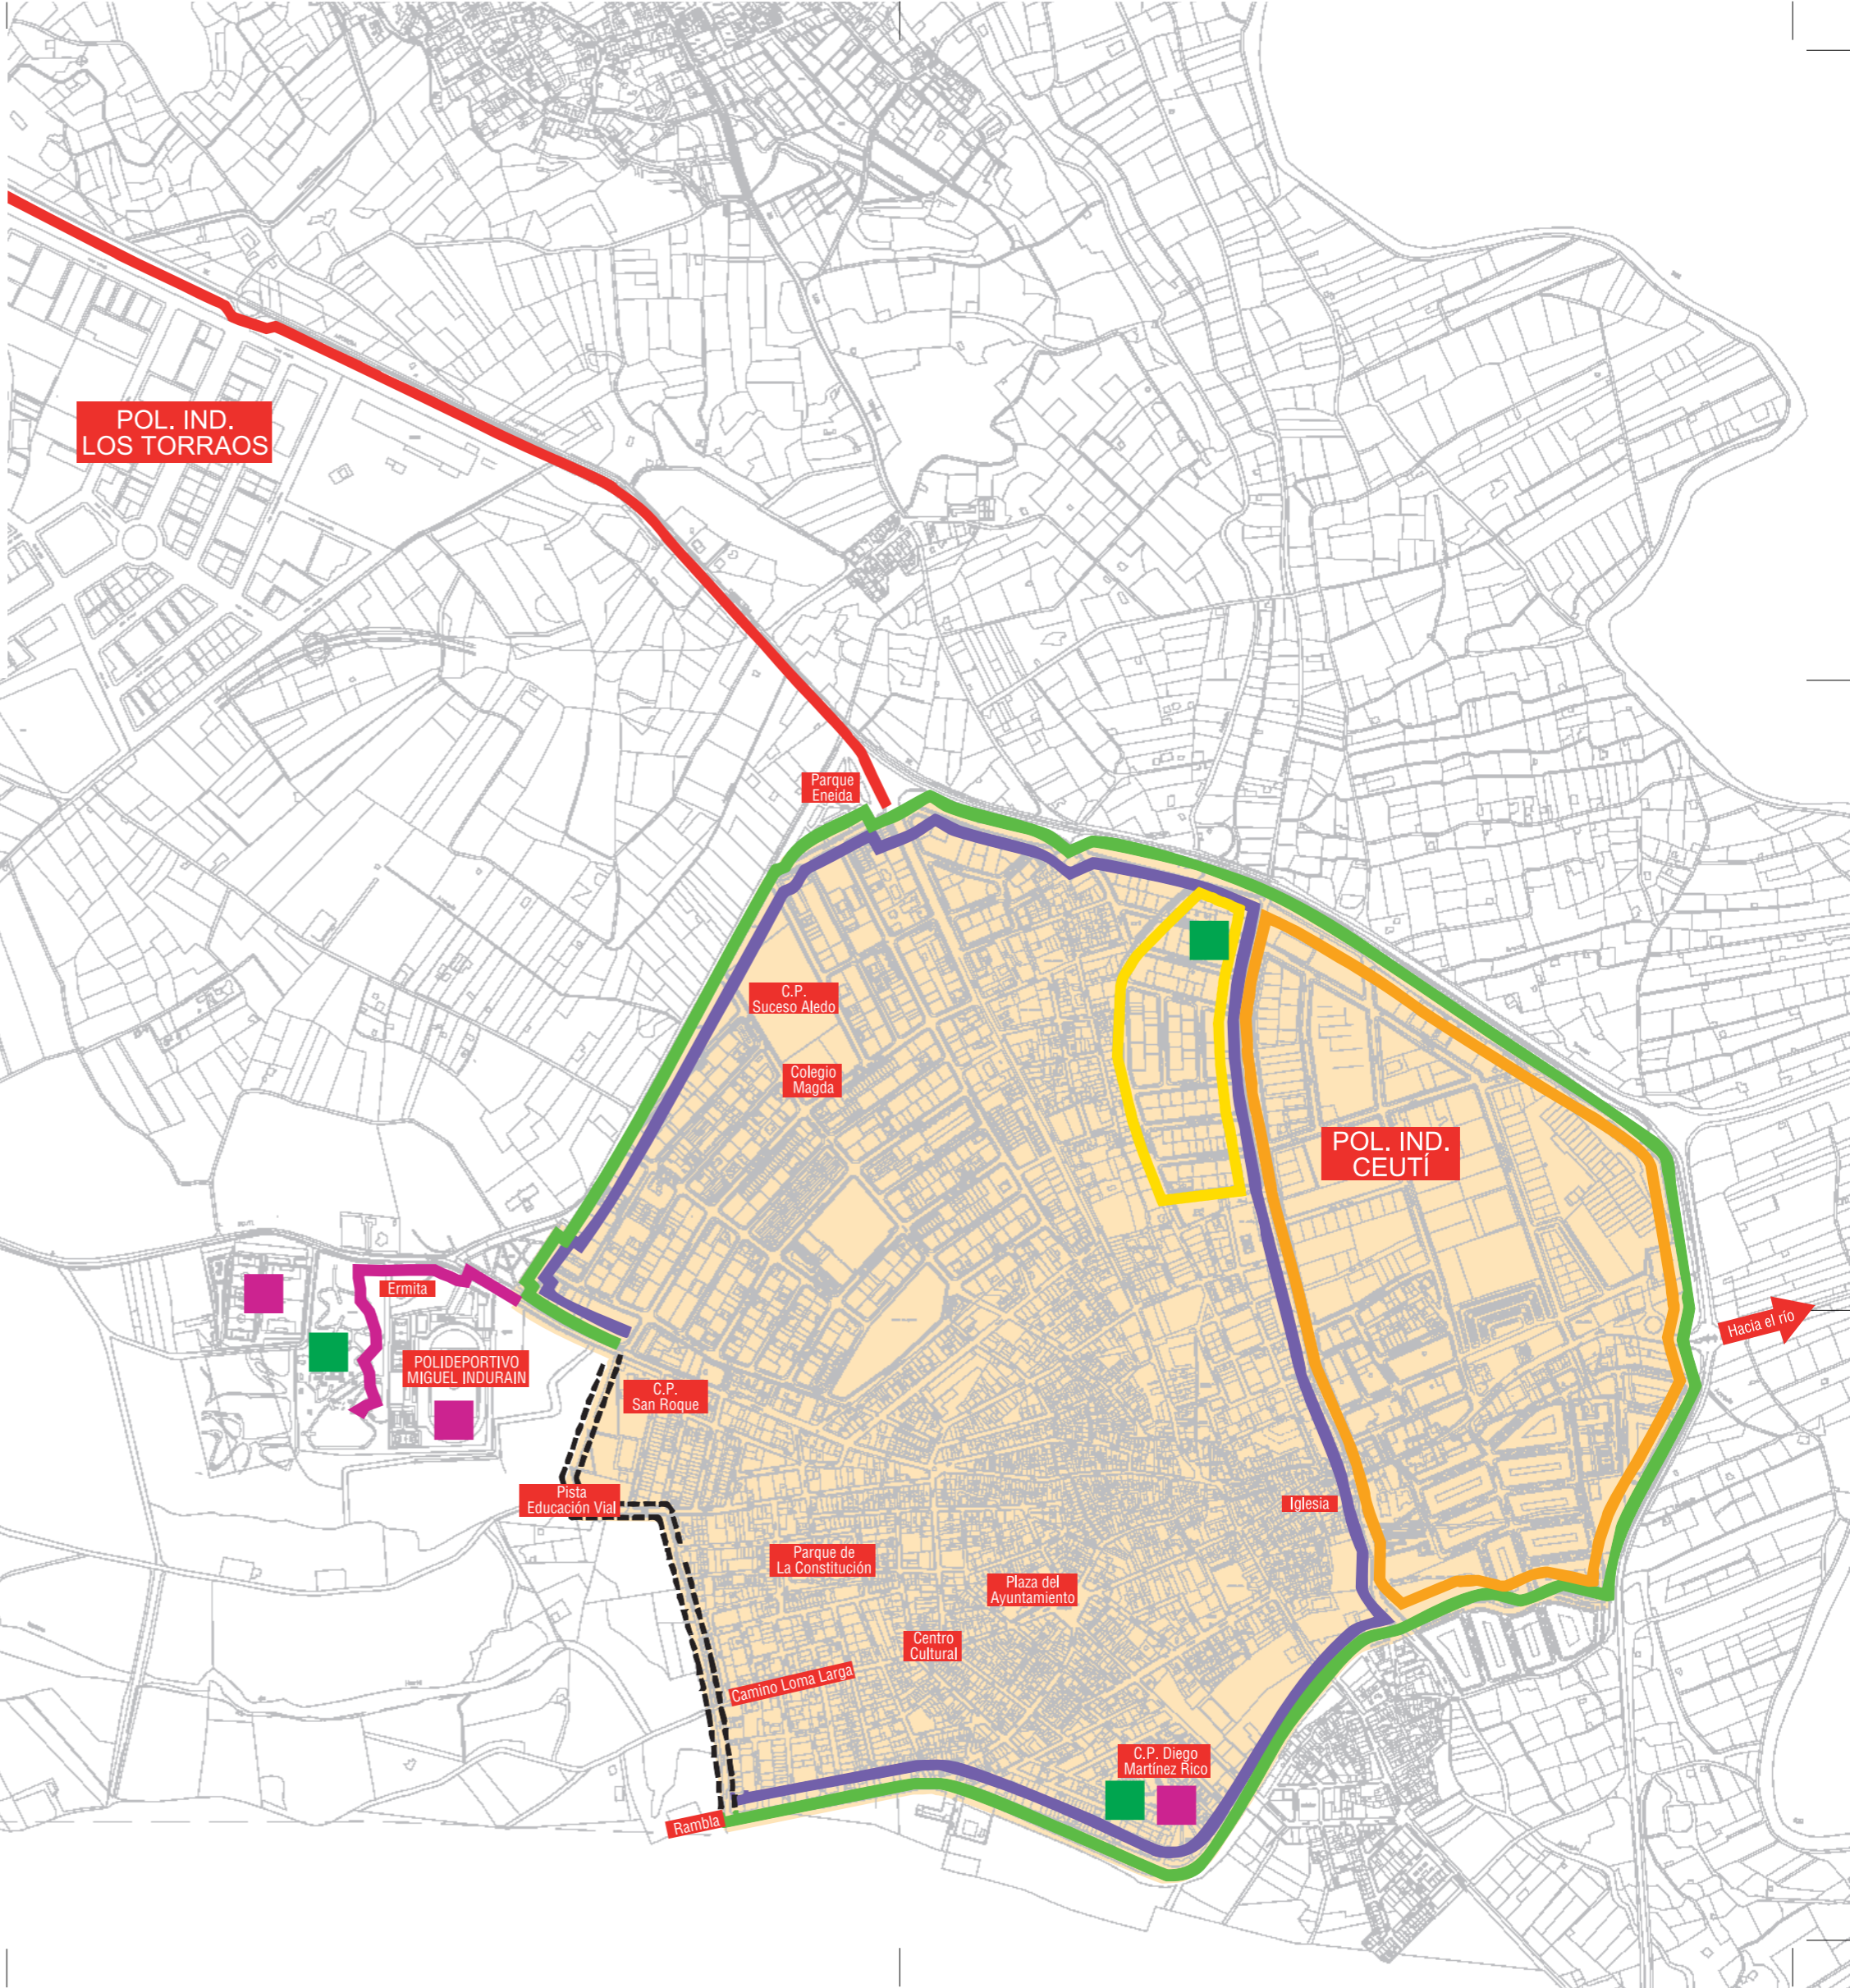 POL. IND.
LOS TORRAOS
Parque
Eneida
C.P.
Suceso Aledo
Colegio
Magda
POL. IND.
CEUTÍ
Ermita
Hacia el río
POLIDEPORTIVO
MIGUEL INDURAIN
C.P.
San Roque
Pista
Educación Vial
Iglesia
Parque de
La Constitución
Plaza del
Ayuntamiento
Centro
Cultural
Camino Loma Larga
C.P. Diego
Martínez Rico
Rambla